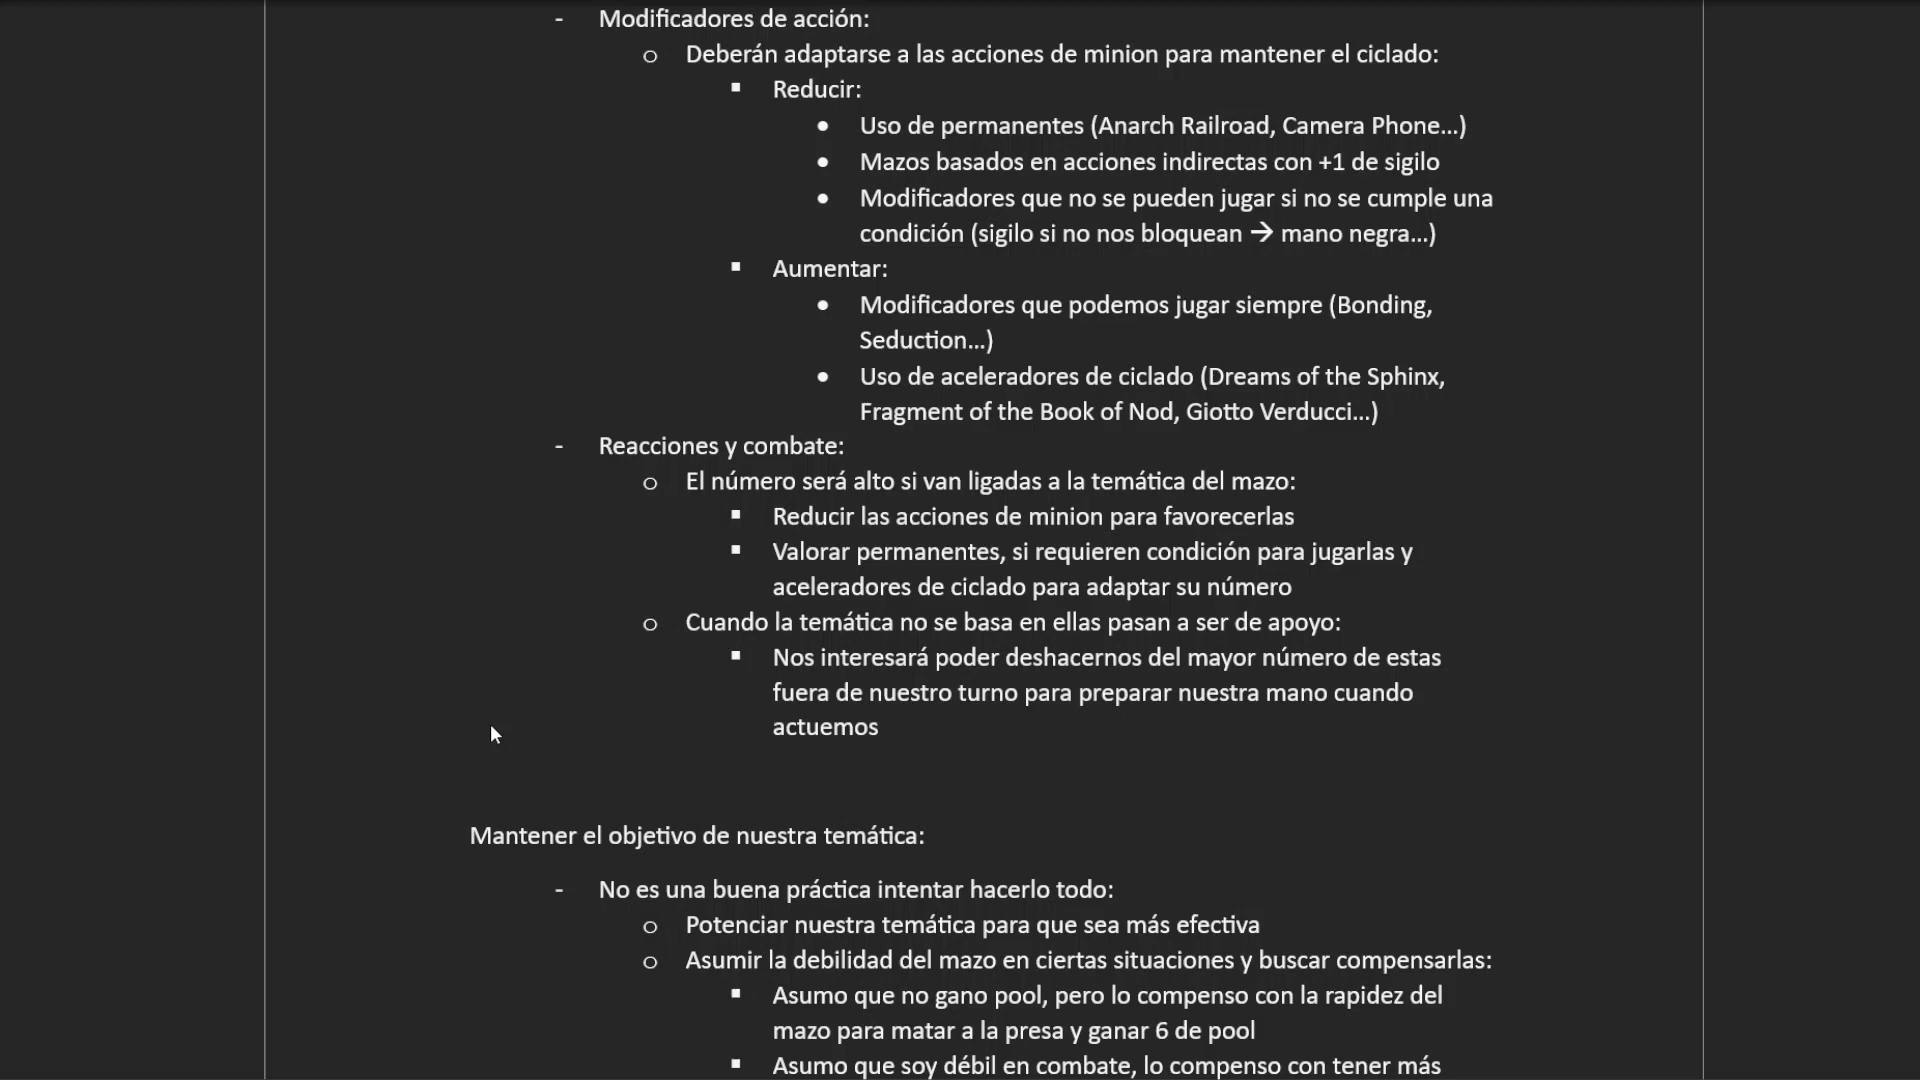 - Modificadores de acción:
o Deberán adaptarse a las acciones de minion para mantener el ciclado:
▪ Reducir:
• Uso de permanentes (Anarch Railroad, Camera Phone...)
• Mazos basados en acciones indirectas con +1 de sigilo
• Modificadores que no se pueden jugar si no se cumple una
condición (sigilo si no nos bloquean → mano negra...)
▪ Aumentar:
• Modificadores que podemos jugar siempre (Bonding,
Seduction...)
• Uso de aceleradores de ciclado (Dreams of the Sphinx,
Fragment of the Book of Nod, Giotto Verducci...)
- Reacciones y combate:
o El número será alto si van ligadas a la temática del mazo:
▪ Reducir las acciones de minion para favorecerlas
▪ Valorar permanentes, si requieren condición para jugarlas y
aceleradores de ciclado para adaptar su número
o Cuando la temática no se basa en ellas pasan a ser de apoyo:
▪ Nos interesará poder deshacernos del mayor número de estas
fuera de nuestro turno para preparar nuestra mano cuando
actuemos
Mantener el objetivo de nuestra temática:
- No es una buena práctica intentar hacerlo todo:
o Potenciar nuestra temática para que sea más efectiva
o Asumir la debilidad del mazo en ciertas situaciones y buscar compensarlas:
▪ Asumo que no gano pool, pero lo compenso con la rapidez del
mazo para matar a la presa y ganar 6 de pool
▪ Asumo que soy débil en combate, lo compenso con tener más